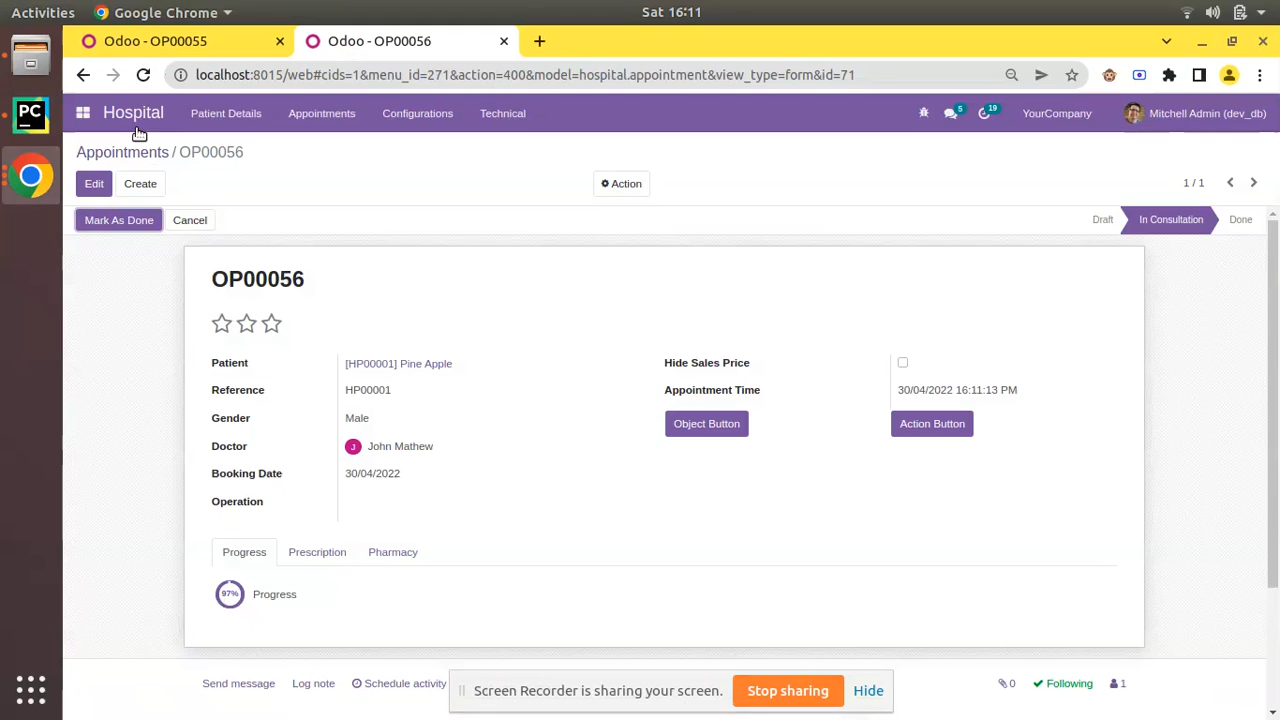 Activities Google Chrome Sat 16:11
Odoo - OP00055 Odoo - OP00056
localhost:8015/web#cids=1&menu_id=271&action=400&model=hospital.appointment&view_type=form&id=71
Hospital Patient Details Appointments Configurations Technical 5 19 YourCompany Mitchell Admin (dev_db)
Appointments / OP00056
Edit Create Action 1 / 1
Mark As Done Cancel Draft In Consultation Done
OP00056
Patient [HP00001] Pine Apple Hide Sales Price
Reference HP00001 Appointment Time 30/04/2022 16:11:13 PM
Gender Male Object Button Action Button
Doctor J John Mathew
Booking Date 30/04/2022
Operation
Progress Prescription Pharmacy
97% Progress
Send message Log note Schedule activity 0 Following 1
Screen Recorder is sharing your screen. Stop sharing Hide
PC